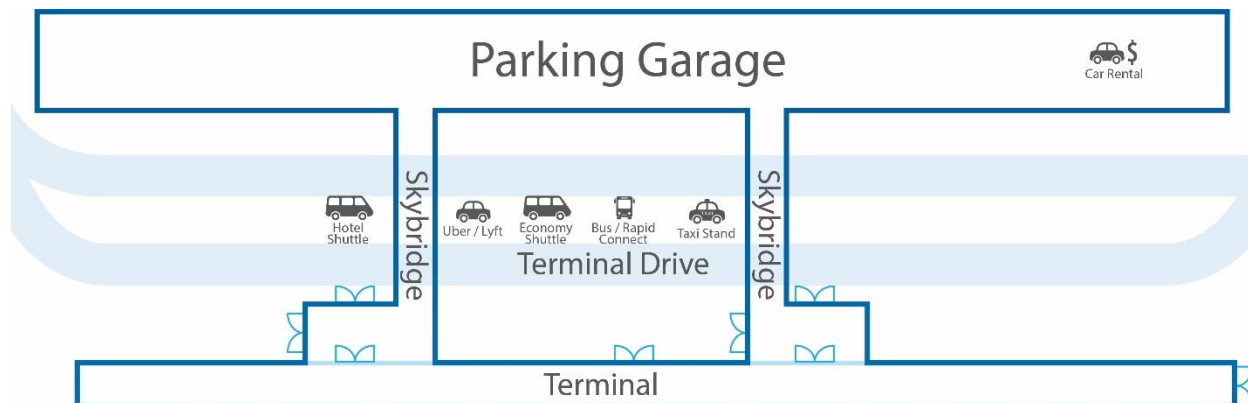 Parking Garage
$
Car Rental
Skybridge
Skybridge
Hotel
Shuttle
Uber / Lyft
Economy
Shuttle
Bus / Rapid
Connect
TAXI
Taxi Stand
Terminal Drive
Terminal